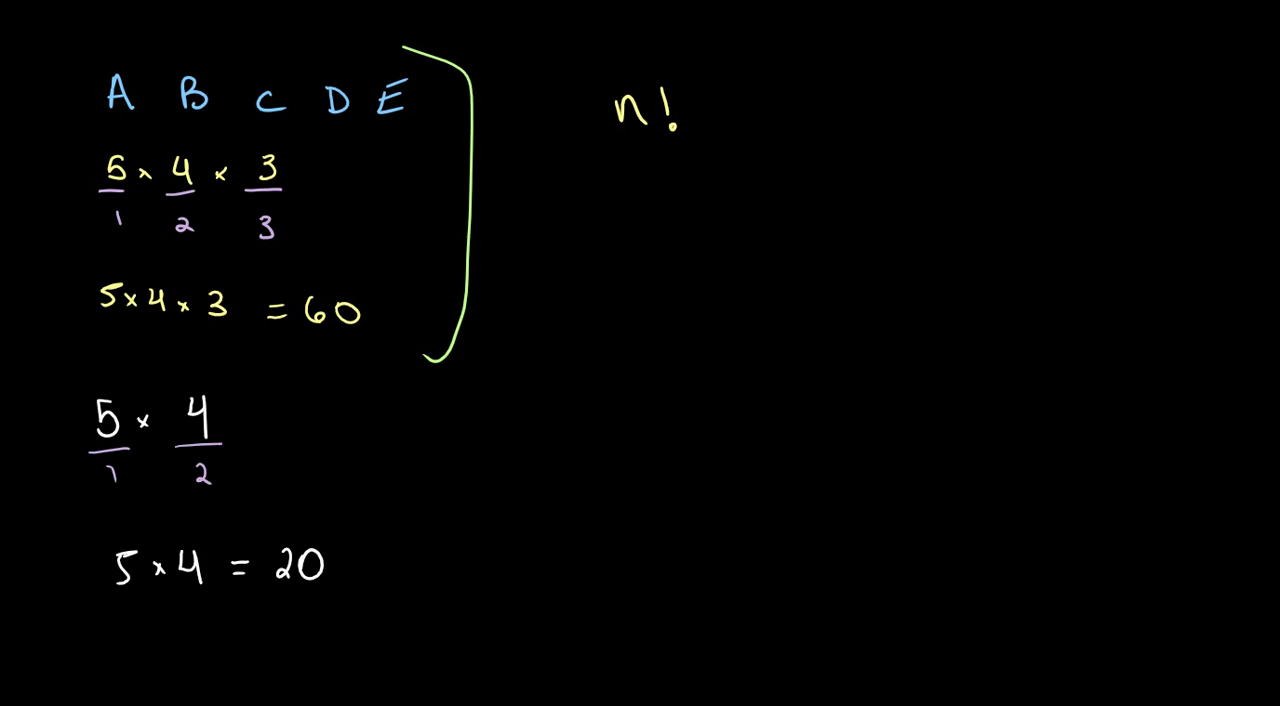 A B C D E
n!
5 × 4 × 3
1 2 3
5 × 4 × 3 = 60
5 × 4
1 2
5 × 4 = 20